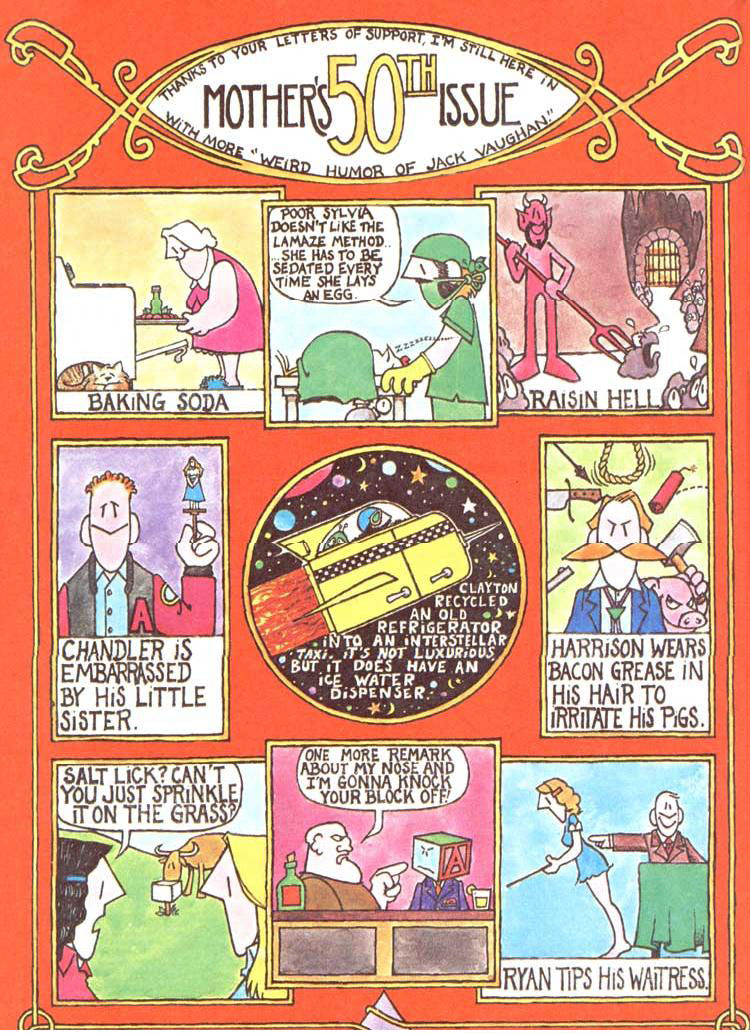 THANKS TO YOUR LETTERS OF SUPPORT, I'M STILL HERE IN
MOTHER'S 50TH ISSUE
WITH MORE "WEIRD HUMOR OF JACK VAUGHAN."
BAKING SODA
POOR SYLVIA
DOESN'T LIKE THE
LAMAZE METHOD..
...SHE HAS TO BE
SEDATED EVERY
TIME SHE LAYS
AN EGG.
ZZZZZZZZZ
RAISIN HELL
A
CHANDLER IS
EMBARRASSED
BY HIS LITTLE
SISTER.
CLAYTON
RECYCLED
AN OLD
REFRIGERATOR
INTO AN INTERSTELLAR
TAXI. IT'S NOT LUXURIOUS
BUT IT DOES HAVE AN
ICE WATER
DISPENSER.
HARRISON WEARS
BACON GREASE IN
HIS HAIR TO
IRRITATE HIS PIGS.
SALT LICK? CAN'T
YOU JUST SPRINKLE
IT ON THE GRASS?
ONE MORE REMARK
ABOUT MY NOSE AND
I'M GONNA KNOCK
YOUR BLOCK OFF!
A
RYAN TIPS HIS WAITRESS.